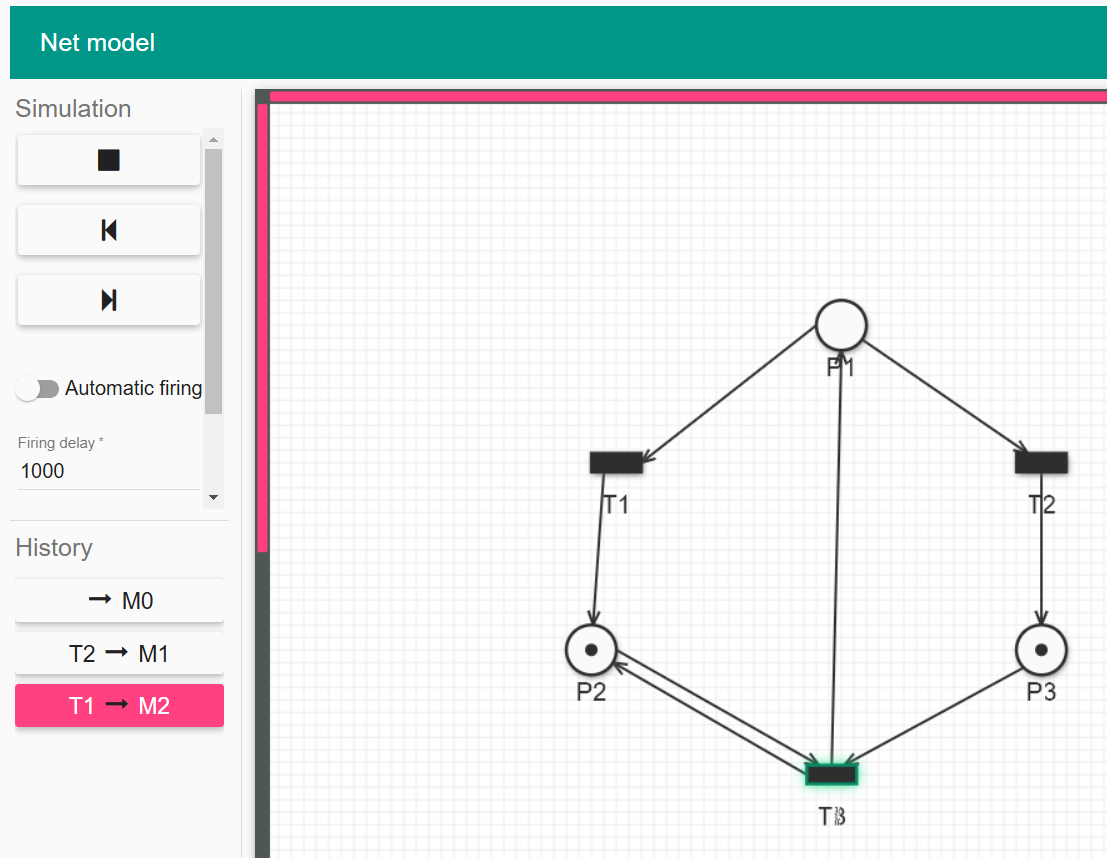 Net model
Simulation
Automatic firing
Firing delay *
1000
History
→ M0
T2 → M1
T1 → M2
P1
T1
T2
P2
P3